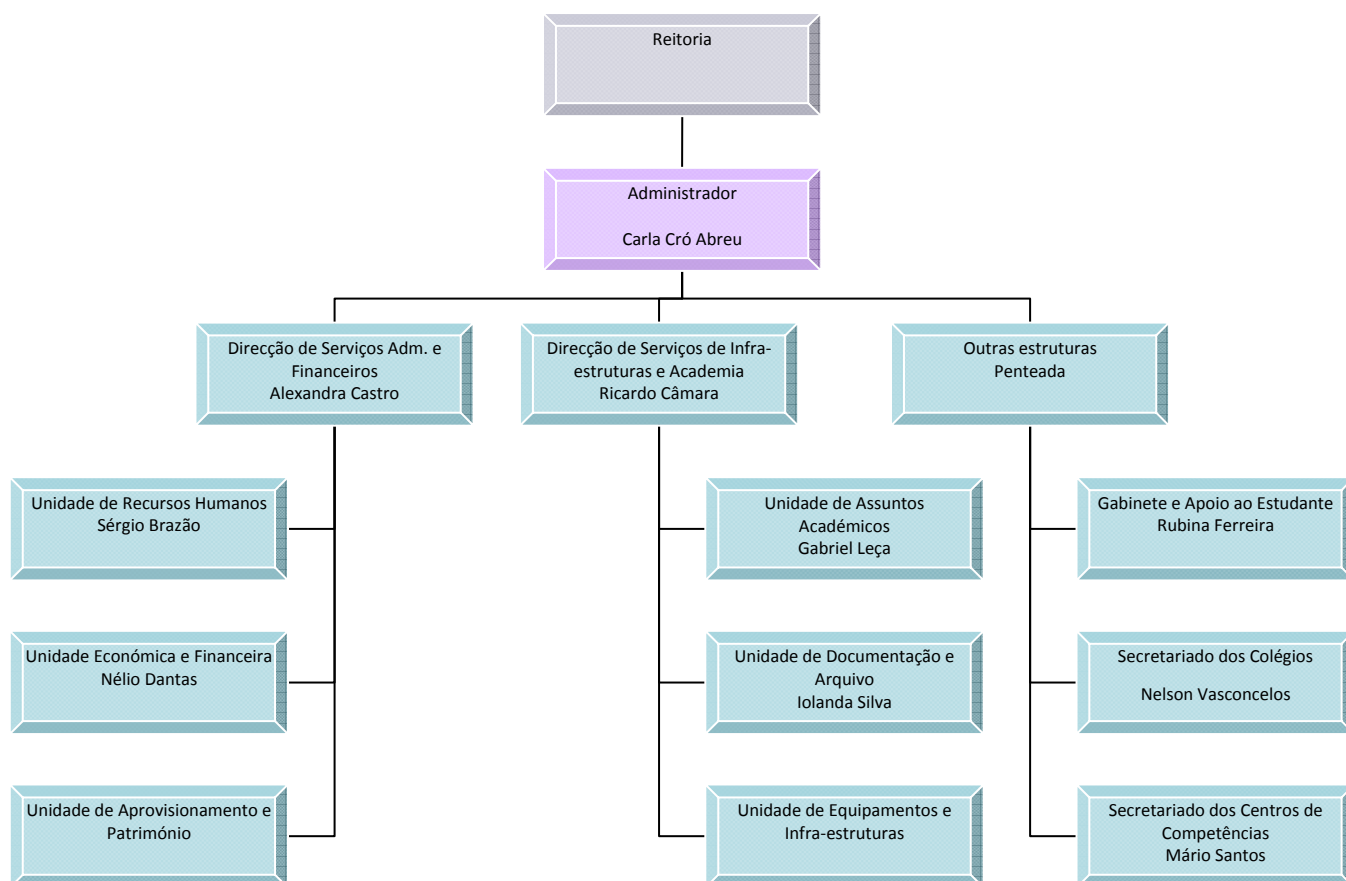 Reitoria
Administrador
Carla Cró Abreu
Direcção de Serviços Adm. e
Financeiros
Alexandra Castro
Direcção de Serviços de Infra-
estruturas e Academia
Ricardo Câmara
Outras estruturas
Penteada
Unidade de Recursos Humanos
Sérgio Brazão
Unidade de Assuntos
Académicos
Gabriel Leça
Gabinete e Apoio ao Estudante
Rubina Ferreira
Unidade Económica e Financeira
Nélio Dantas
Unidade de Documentação e
Arquivo
Iolanda Silva
Secretariado dos Colégios
Nelson Vasconcelos
Unidade de Aprovisionamento e
Património
Unidade de Equipamentos e
Infra-estruturas
Secretariado dos Centros de
Competências
Mário Santos